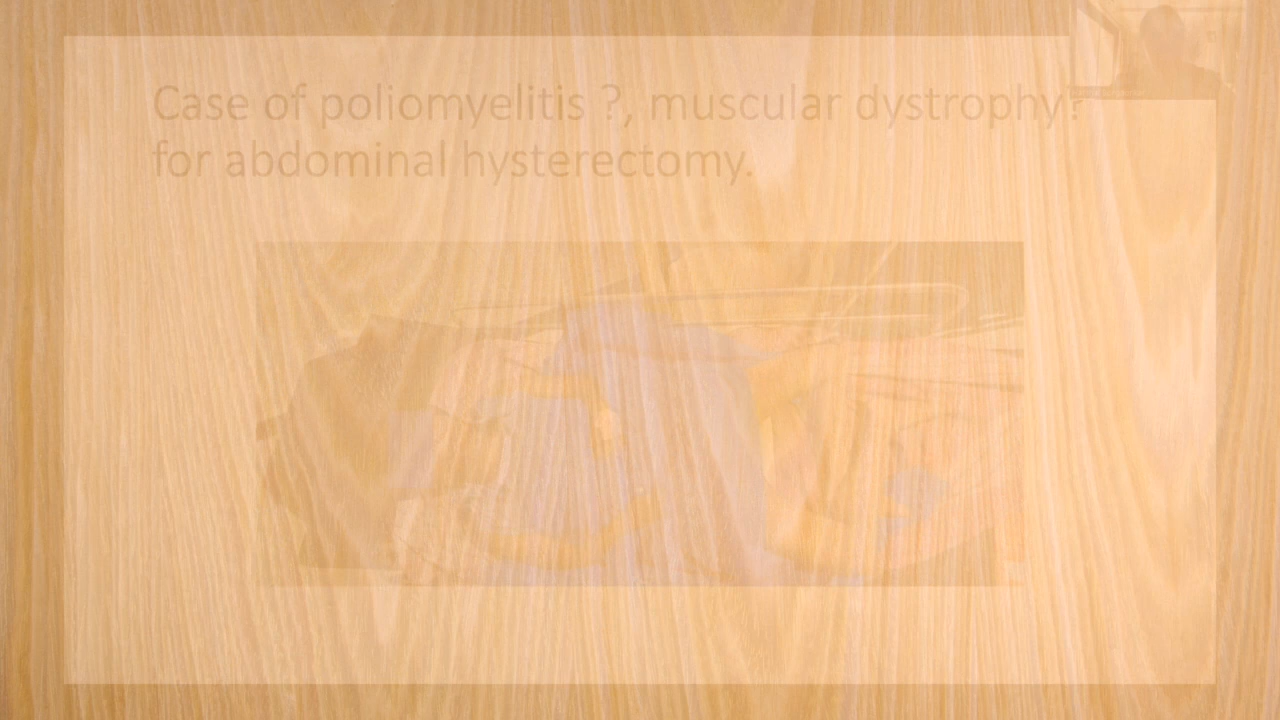 Case of poliomyelitis ?, muscular dystrophy?
for abdominal hysterectomy.